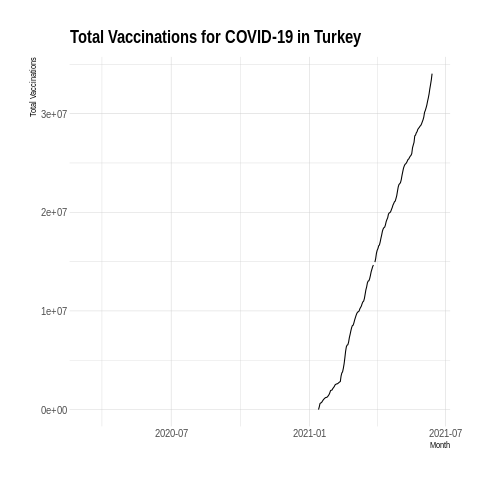 Total Vaccinations for COVID-19 in Turkey
Total Vaccinations
3e+07
2e+07
1e+07
0e+00
2020-07 2021-01 2021-07
Month